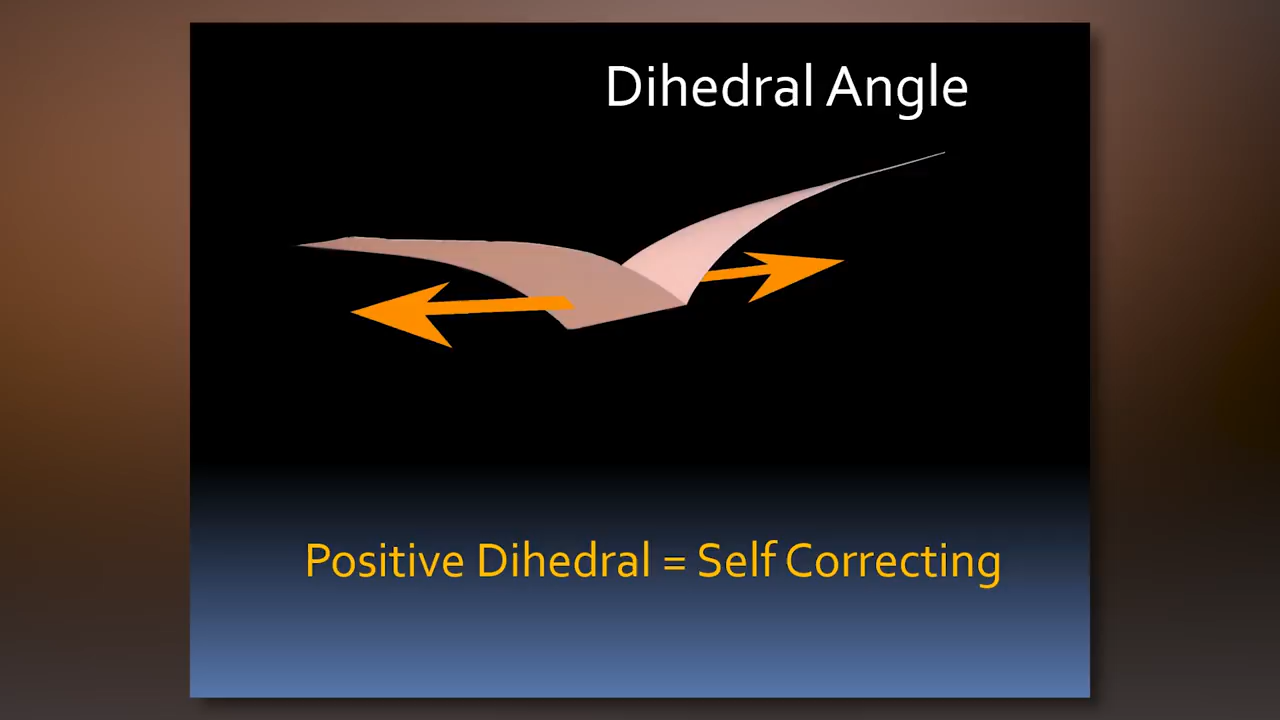 Dihedral Angle
Positive Dihedral = Self Correcting